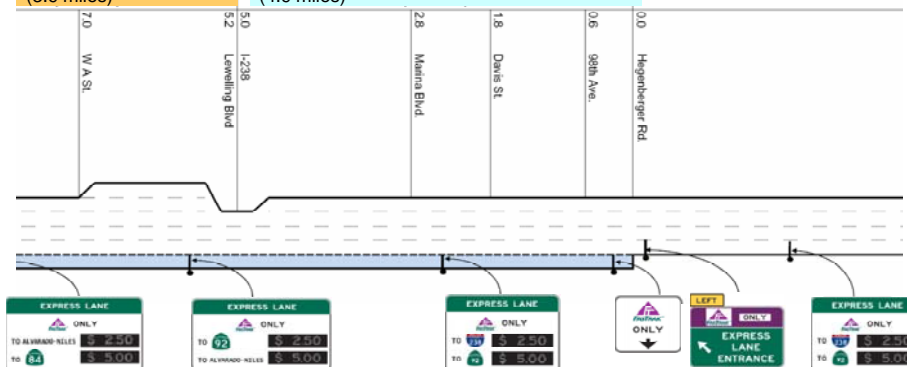 7.0
5.2
5.0
2.8
1.8
0.6
0.0
W A St.
Lewelling Blvd
I-238
Marina Blvd.
Davis St.
98th Ave.
Hegenberger Rd.
EXPRESS LANE
ONLY
TO ALVARADO-NILES $ 2.50
TO 84 $ 5.00
EXPRESS LANE
ONLY
TO 92 $ 2.50
TO ALVARADO-NILES $ 5.00
EXPRESS LANE
ONLY
TO 238 $ 2.50
TO 92 $ 5.00
FasTrak
ONLY
LEFT
FasTrak ONLY
EXPRESS
LANE
ENTRANCE
EXPRESS LANE
ONLY
TO 238 $ 2.50
TO 92 $ 5.00